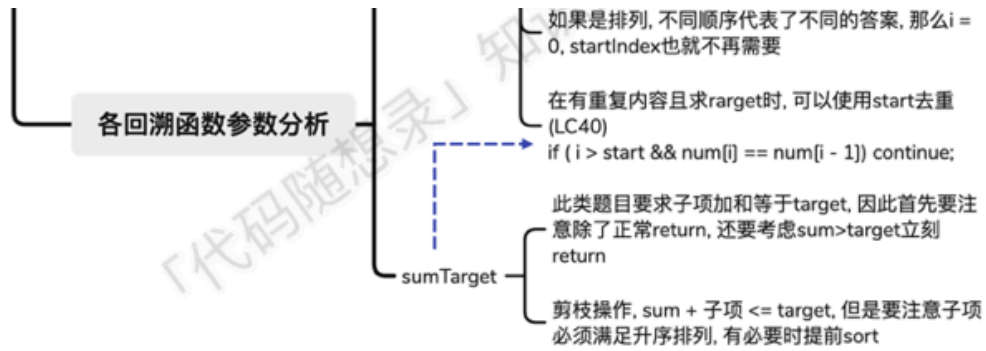 如果是排列, 不同顺序代表了不同的答案, 那么i =
0, startIndex也就不再需要
各回溯函数参数分析
在有重复内容且求rarget时, 可以使用start去重
(LC40)
if ( i > start && num[i] == num[i - 1]) continue;
此类题目要求子项加和等于target, 因此首先要注
意除了正常return, 还要考虑sum>target立刻
return
sumTarget
剪枝操作, sum + 子项 <= target, 但是要注意子项
必须满足升序排列, 有必要时提前sort
「代码随想录」知